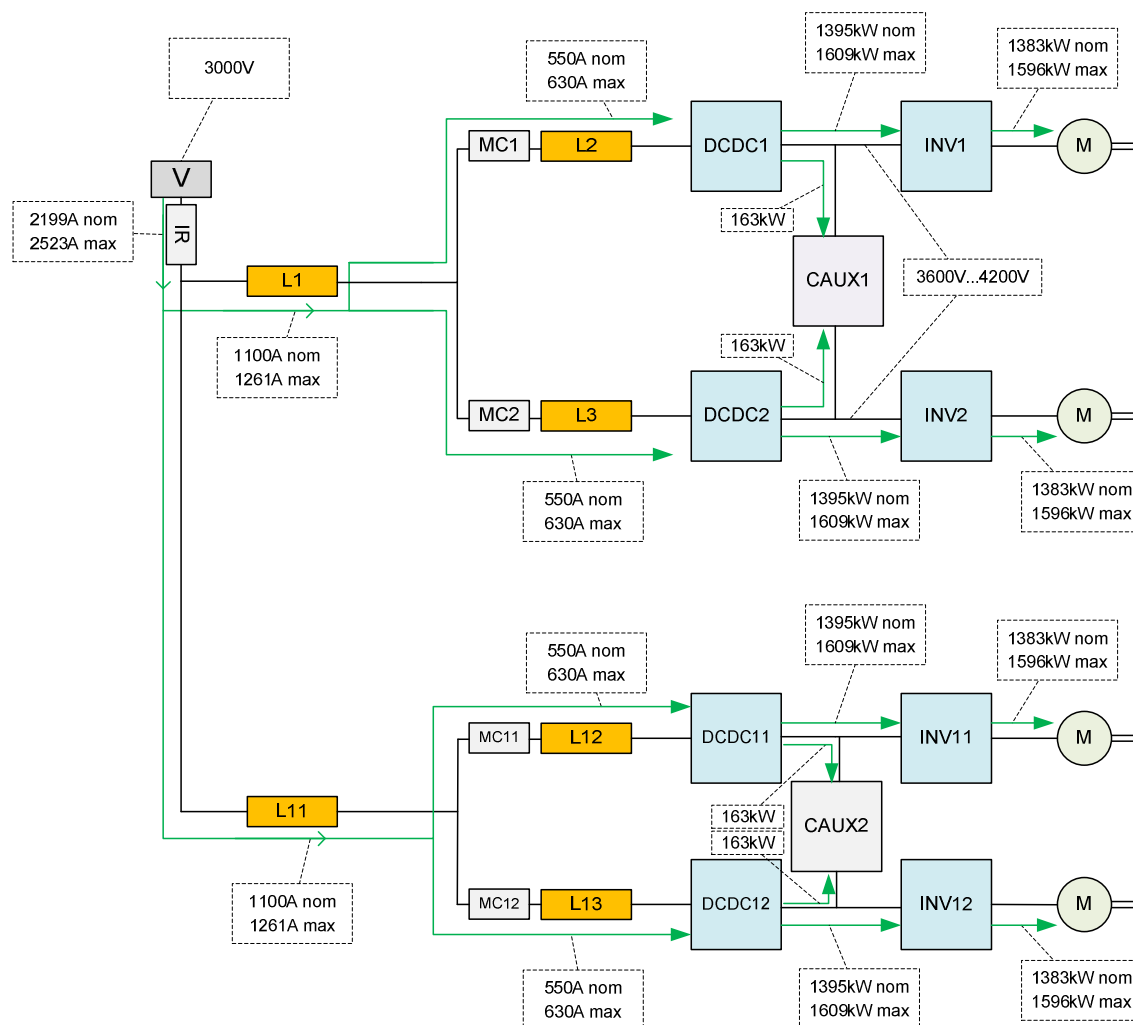 3000V
V
2199A nom
2523A max
IR
L1
1100A nom
1261A max
550A nom
630A max
MC1
L2
DCDC1
1395kW nom
1609kW max
INV1
1383kW nom
1596kW max
M
163kW
CAUX1
3600V...4200V
163kW
MC2
L3
DCDC2
INV2
M
550A nom
630A max
1395kW nom
1609kW max
1383kW nom
1596kW max
550A nom
630A max
1395kW nom
1609kW max
1383kW nom
1596kW max
MC11
L12
DCDC11
INV11
M
163kW
163kW
CAUX2
L11
1100A nom
1261A max
MC12
L13
DCDC12
INV12
M
550A nom
630A max
1395kW nom
1609kW max
1383kW nom
1596kW max